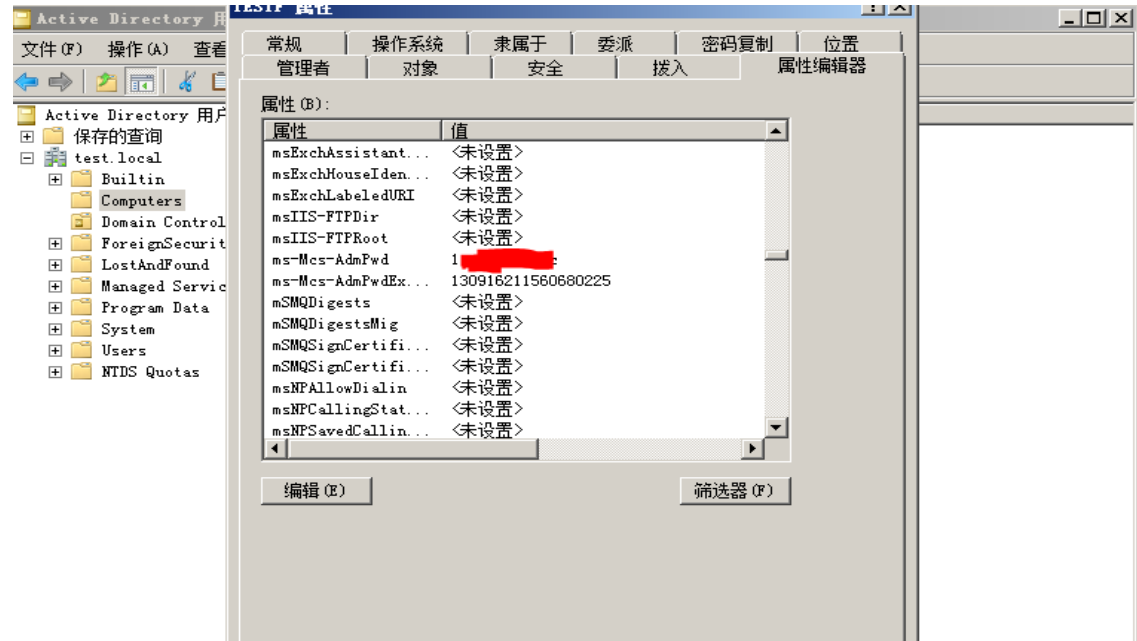 Active Directory 用
属性
文件(F) 操作(A) 查看
常规 操作系统 隶属于 委派 密码复制 位置
管理者 对象 安全 拨入 属性编辑器
属性(B):
属性 值
msExchAssistant... <未设置>
msExchHouseIden... <未设置>
msExchLabeledURI <未设置>
msIIS-FTPDir <未设置>
msIIS-FTPRoot <未设置>
ms-Mcs-AdmPwd 1
ms-Mcs-AdmPwdEx... 130916211560680225
mSMQDigests <未设置>
mSMQDigestsMig <未设置>
mSMQSignCertifi... <未设置>
mSMQSignCertifi... <未设置>
msNPAllowDialin <未设置>
msNPCallingStat... <未设置>
msNPSavedCallin... <未设置>
编辑(E) 筛选器(F)
Active Directory 用户
保存的查询
test.local
Builtin
Computers
Domain Control
ForeignSecurit
LostAndFound
Managed Servic
Program Data
System
Users
NTDS Quotas